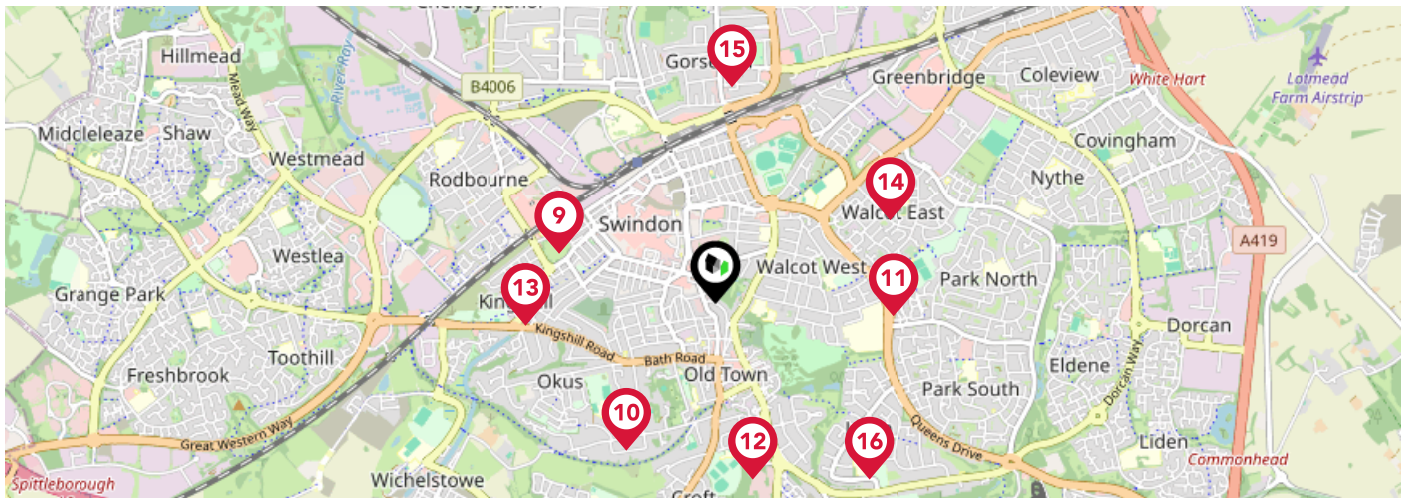 Hillmead
15
B4006
Greenbridge
Coleview
White Hart
Lotmead
Farm Airstrip
River Ray
Mead Way
Midcleleaze
Shaw
Westmead
Covingham
Rodbourne
14
Nythe
9
Swindon
Walcot East
A419
Westlea
Walcot West
11
Park North
Grange Park
13
Dorcan
Kingshill Road
Bath Road
Toothill
Freshbrook
Okus
Old Town
Eldene
Park South
Dorcan Way
10
12
16
Great Western Way
Queens Drive
Liden
Commonhead
Wichelstowe
Spittleborough